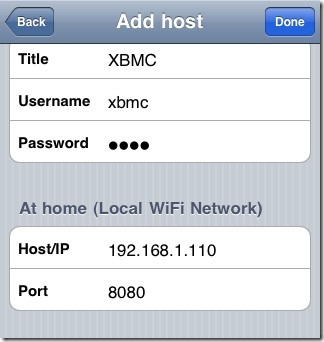 Back Add host Done
Title XBMC
Username xbmc
Password ●●●●
At home (Local WiFi Network)
Host/IP 192.168.1.110
Port 8080